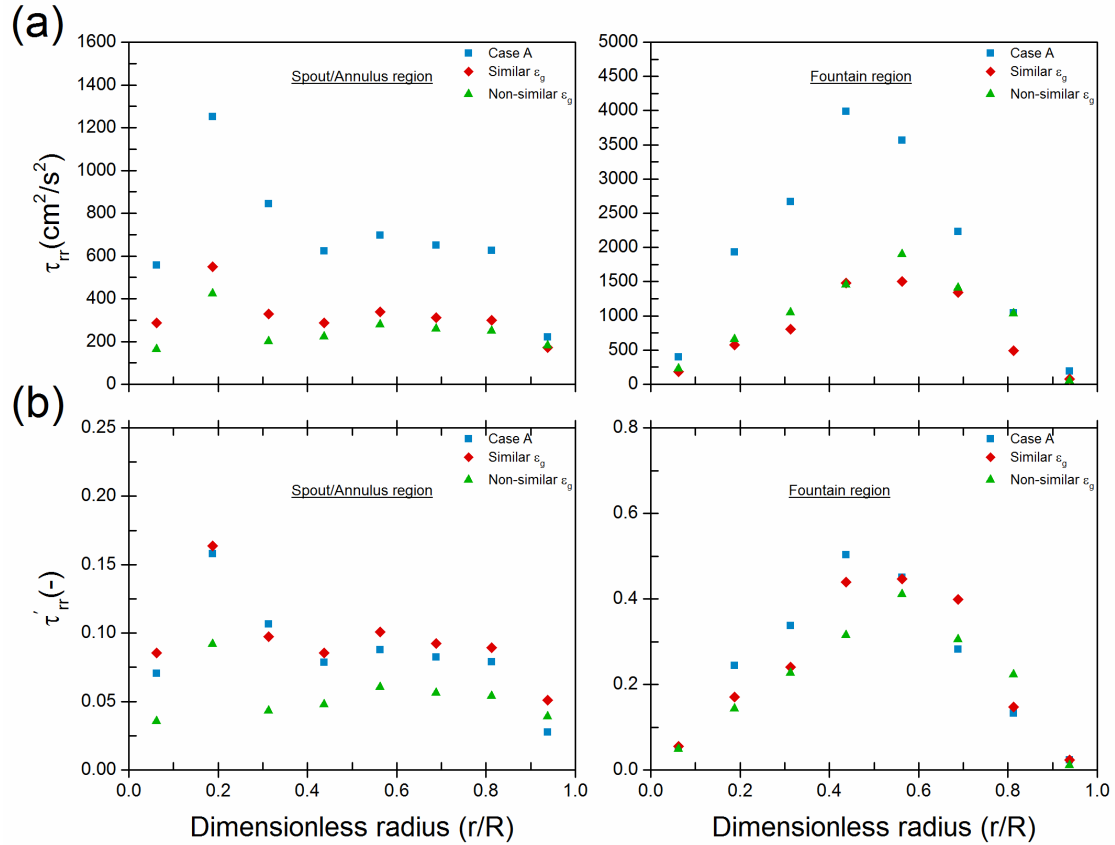 (a)
1600
1400
1200
1000
800
600
400
200
0
τrr(cm²/s²)
Spout/Annulus region
Case A
Similar εg
Non-similar εg
5000
4500
4000
3500
3000
2500
2000
1500
1000
500
0
Fountain region
Case A
Similar εg
Non-similar εg
(b)
0.25
0.20
0.15
0.10
0.05
0.00
τ'rr(-)
Spout/Annulus region
Case A
Similar εg
Non-similar εg
0.0 0.2 0.4 0.6 0.8 1.0
Dimensionless radius (r/R)
0.8
0.6
0.4
0.2
0.0
Fountain region
Case A
Similar εg
Non-similar εg
0.0 0.2 0.4 0.6 0.8 1.0
Dimensionless radius (r/R)